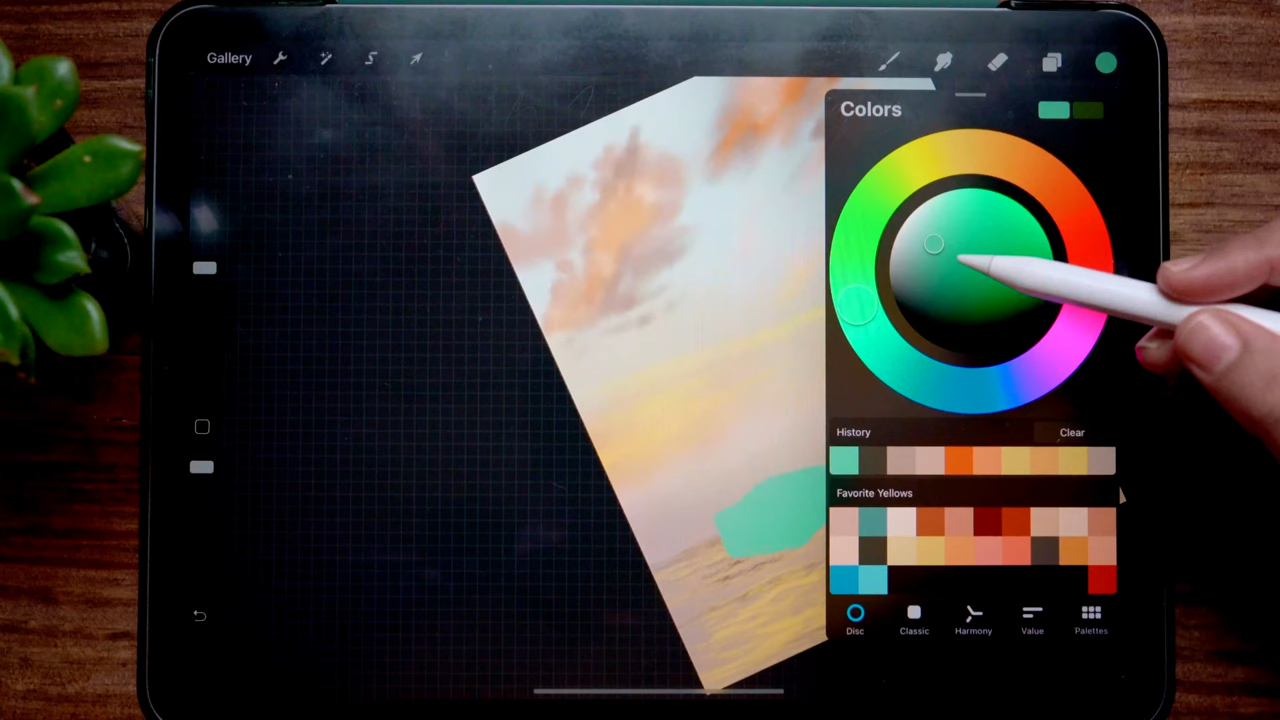 Gallery
Colors
History Clear
Favorite Yellows
Disc Classic Harmony Value Palettes